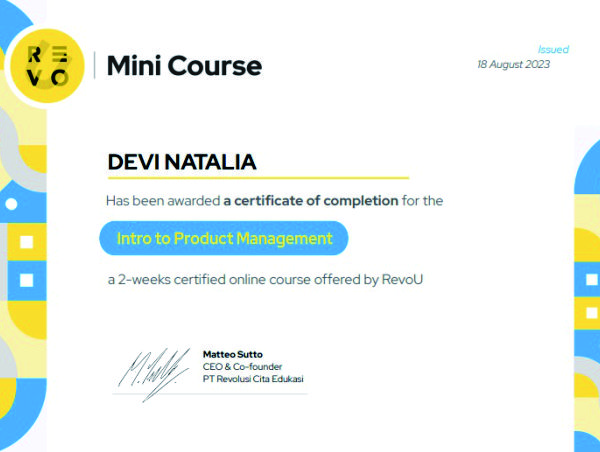 RE
VO
Mini Course
Issued
18 August 2023
DEVI NATALIA
Has been awarded a certificate of completion for the
Intro to Product Management
a 2-weeks certified online course offered by RevoU
Matteo Sutto
CEO & Co-founder
PT Revolusi Cita Edukasi